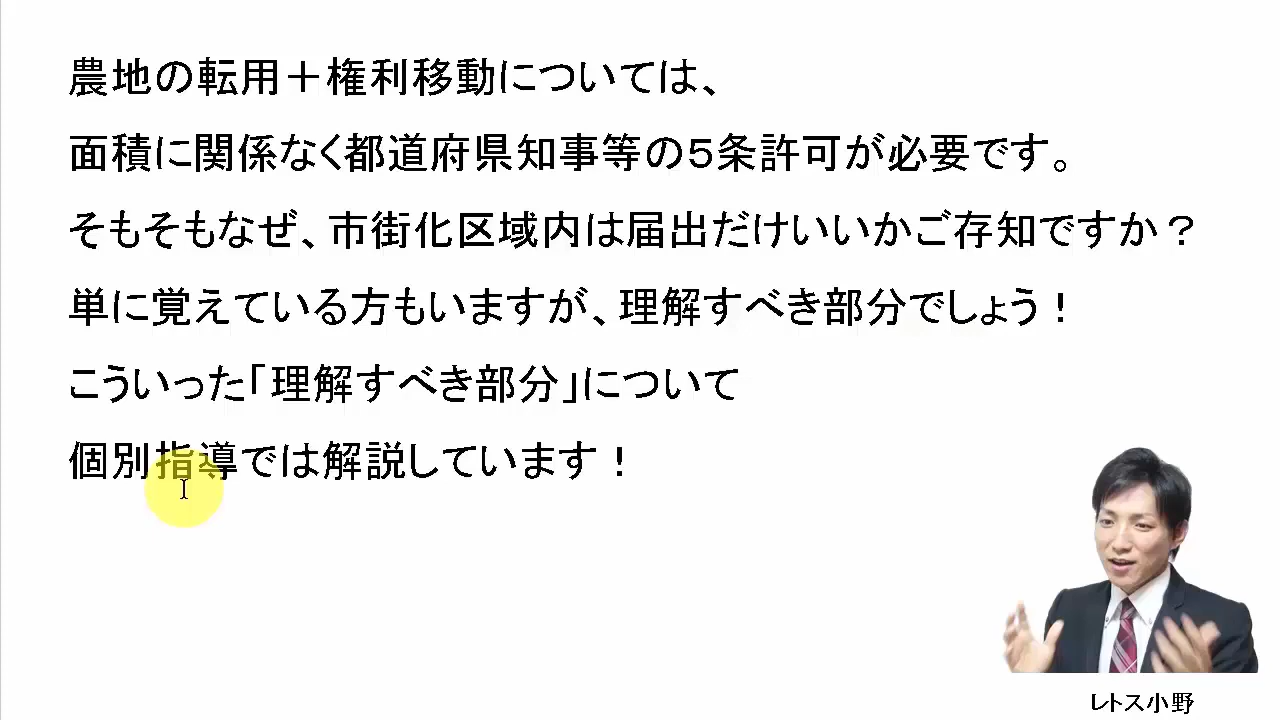 農地の転用＋権利移動については、
面積に関係なく都道府県知事等の５条許可が必要です。
そもそもなぜ、市街化区域内は届出だけいいかご存知ですか？
単に覚えている方もいますが、理解すべき部分でしょう！
こういった「理解すべき部分」について
個別指導では解説しています！
レトス小野